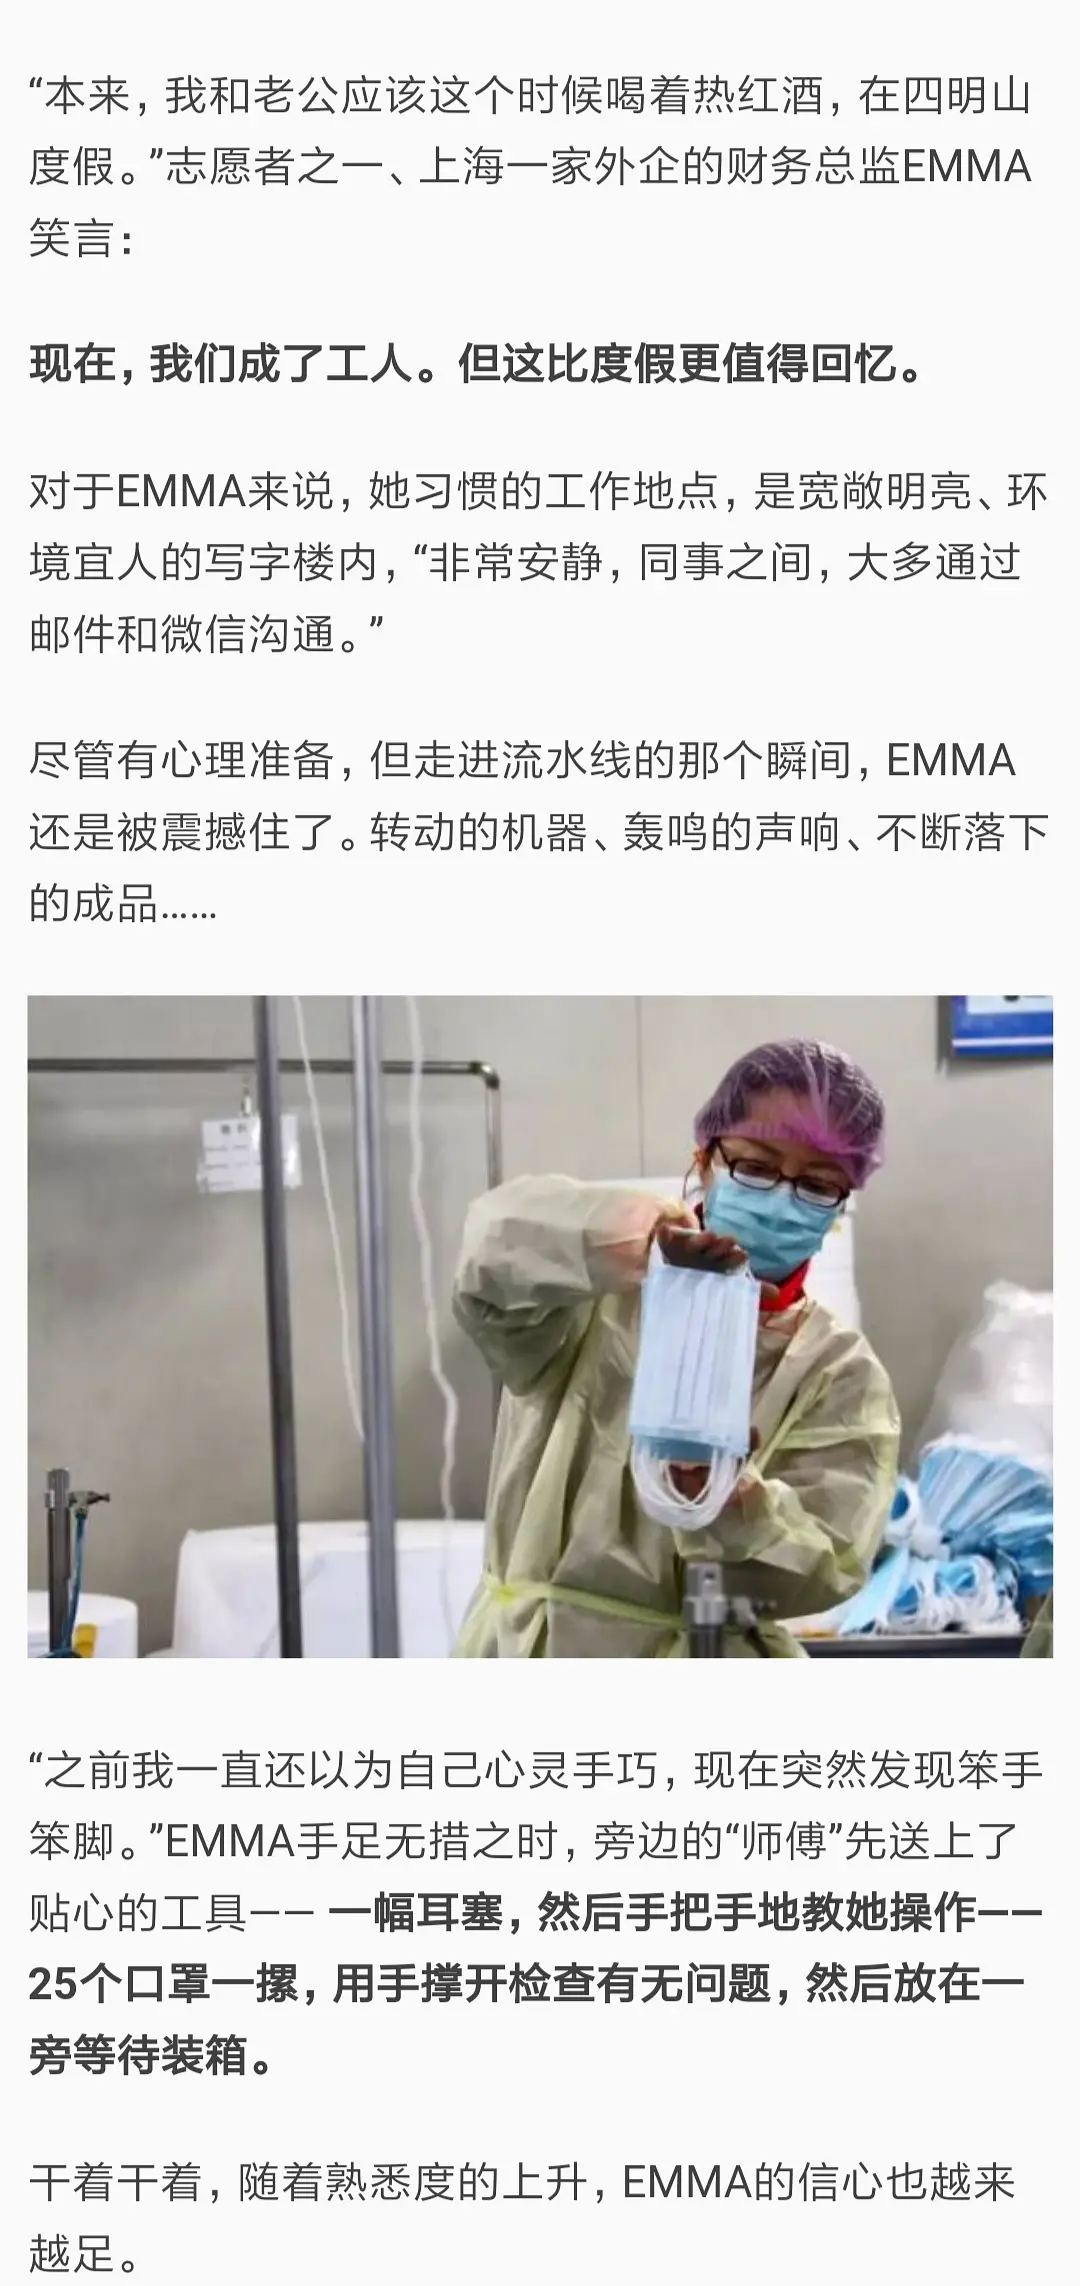 “本来，我和老公应该这个时候喝着热红酒，在四明山
度假。”志愿者之一、上海一家外企的财务总监EMMA
笑言：
现在，我们成了工人。但这比度假更值得回忆。
对于EMMA来说，她习惯的工作地点，是宽敞明亮、环
境宜人的写字楼内，“非常安静，同事之间，大多通过
邮件和微信沟通。”
尽管有心理准备，但走进流水线的那个瞬间，EMMA
还是被震撼住了。转动的机器、轰鸣的声响、不断落下
的成品……
“之前我一直还以为自己心灵手巧，现在突然发现笨手
笨脚。”EMMA手足无措之时，旁边的“师傅”先送上了
贴心的工具—— 一幅耳塞，然后手把手地教她操作——
25个口罩一摞，用手撑开检查有无问题，然后放在一
旁等待装箱。
干着干着，随着熟悉度的上升，EMMA的信心也越来
越足。